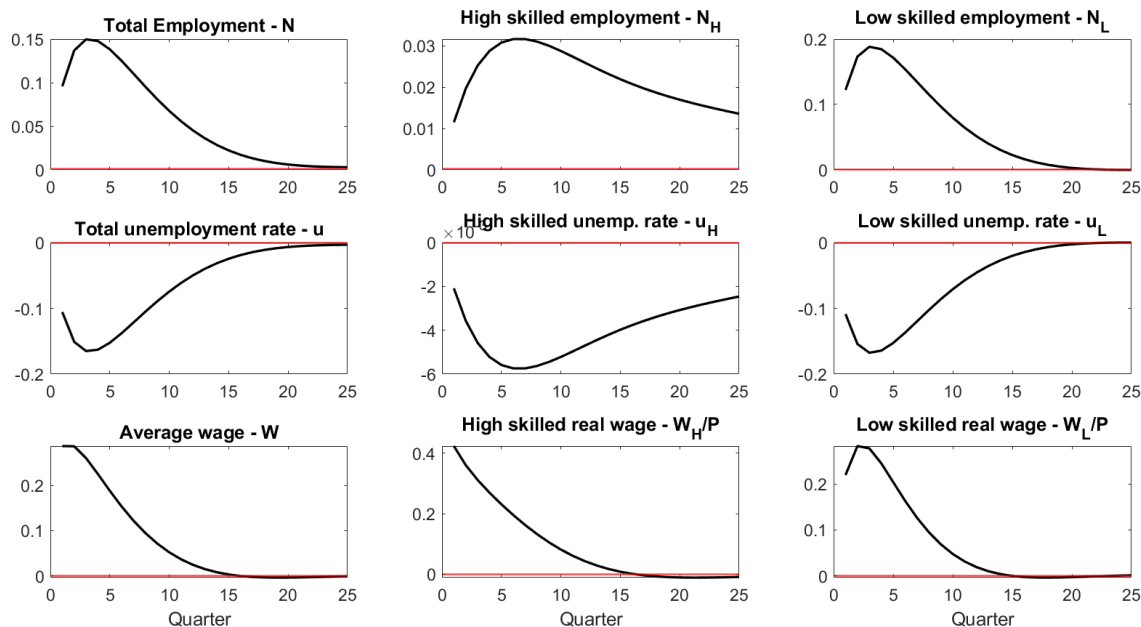 Total Employment - N
0.15
0.1
0.05
0
0 5 10 15 20 25
High skilled employment - N_H
0.03
0.02
0.01
0
0 5 10 15 20 25
Low skilled employment - N_L
0.2
0.1
0
0 5 10 15 20 25
Total unemployment rate - u
0
-0.1
-0.2
0 5 10 15 20 25
High skilled unemp. rate - u_H
× 10
0
-2
-4
-6
0 5 10 15 20 25
Low skilled unemp. rate - u_L
0
-0.1
-0.2
0 5 10 15 20 25
Average wage - W
0.2
0.1
0
0 5 10 15 20 25
Quarter
High skilled real wage - W_H/P
0.4
0.2
0
0 5 10 15 20 25
Quarter
Low skilled real wage - W_L/P
0.2
0.1
0
0 5 10 15 20 25
Quarter